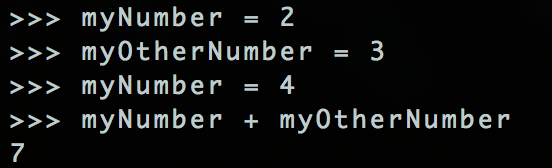 >>> myNumber = 2
>>> myOtherNumber = 3
>>> myNumber = 4
>>> myNumber + myOtherNumber
7